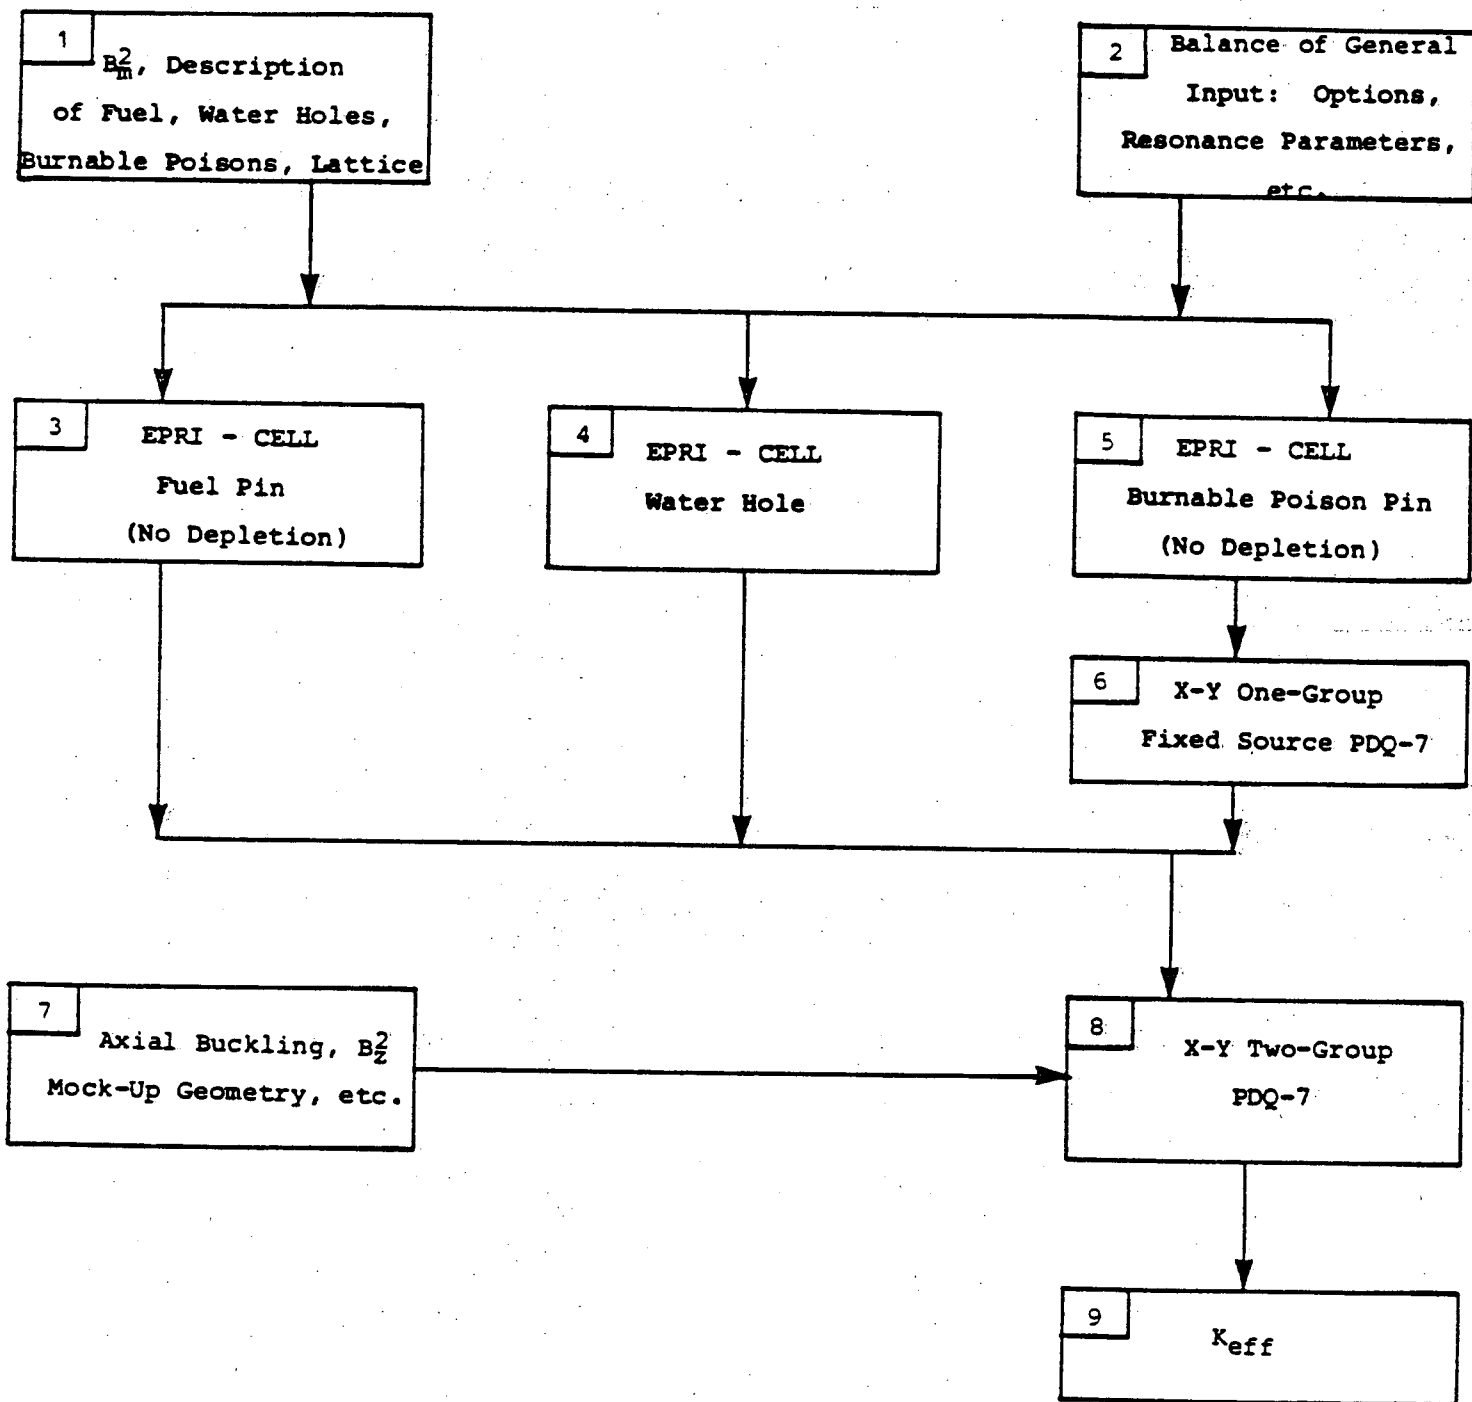 1
B²m, Description
of Fuel, Water Holes,
Burnable Poisons, Lattice
2
Balance of General
Input: Options,
Resonance Parameters,
etc.
3
EPRI - CELL
Fuel Pin
(No Depletion)
4
EPRI - CELL
Water Hole
5
EPRI - CELL
Burnable Poison Pin
(No Depletion)
6
X-Y One-Group
Fixed Source PDQ-7
7
Axial Buckling, B²z
Mock-Up Geometry, etc.
8
X-Y Two-Group
PDQ-7
9
Keff